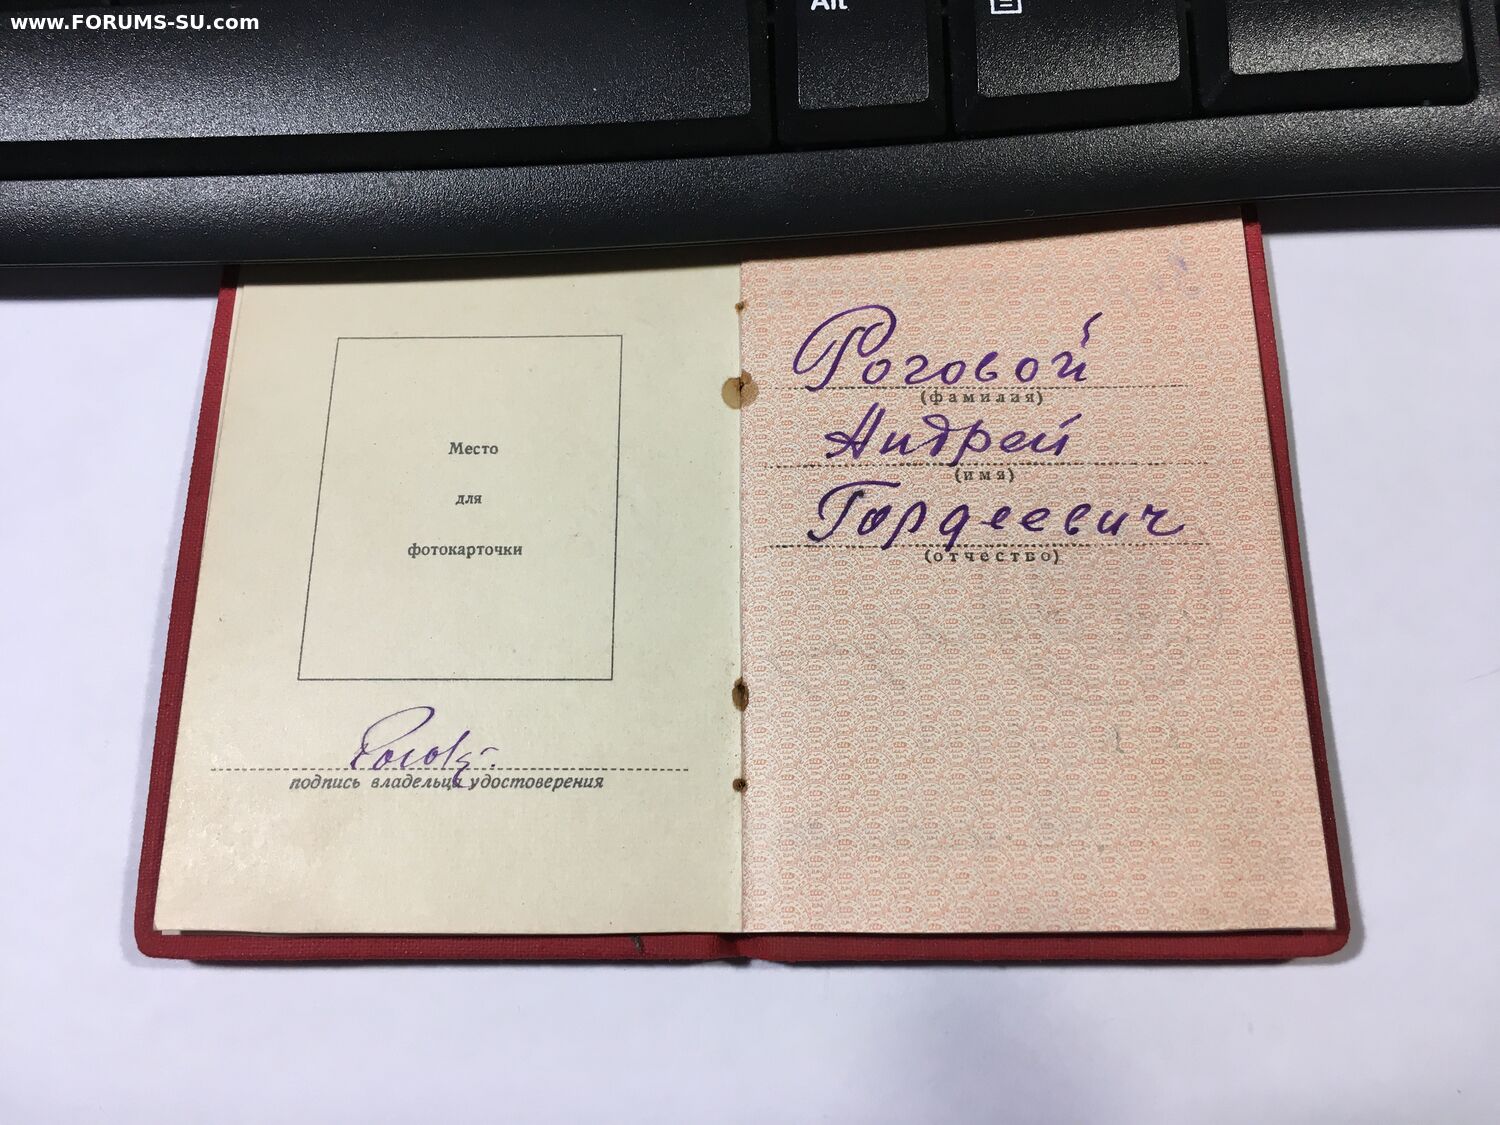 www.FORUMS-SU.com
Alt
Место
для
фотокарточки
подпись владельца удостоверения
Роговой
(фамилия)
Андрей
(имя)
Гордеевич
(отчество)